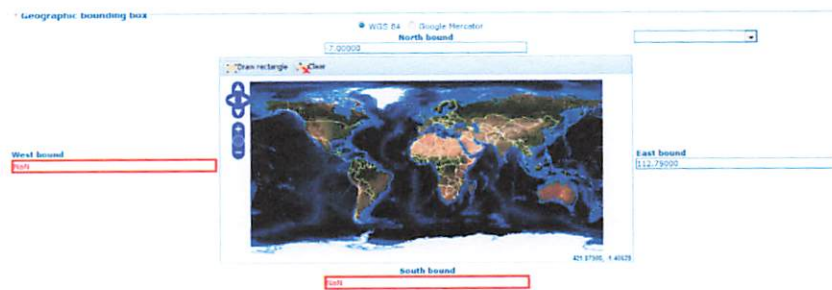 Geographic bounding box
WGS 84 Google Mercator
North bound
-7.00000
Draw rectangle Clear
West bound
NaN
East bound
112.75000
South bound
NaN